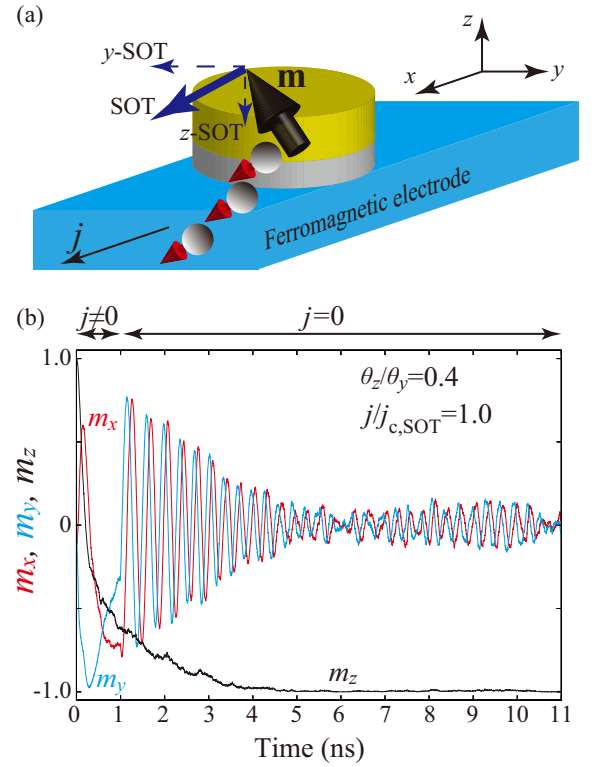 (a)
y-SOT
SOT
z-SOT
m
z
x
y
j
Ferromagnetic electrode
(b)
j≠0
j=0
1.0
0
-1.0
mx, my, mz
θz/θy=0.4
j/jc,SOT=1.0
mx
my
mz
0 1 2 3 4 5 6 7 8 9 10 11
Time (ns)